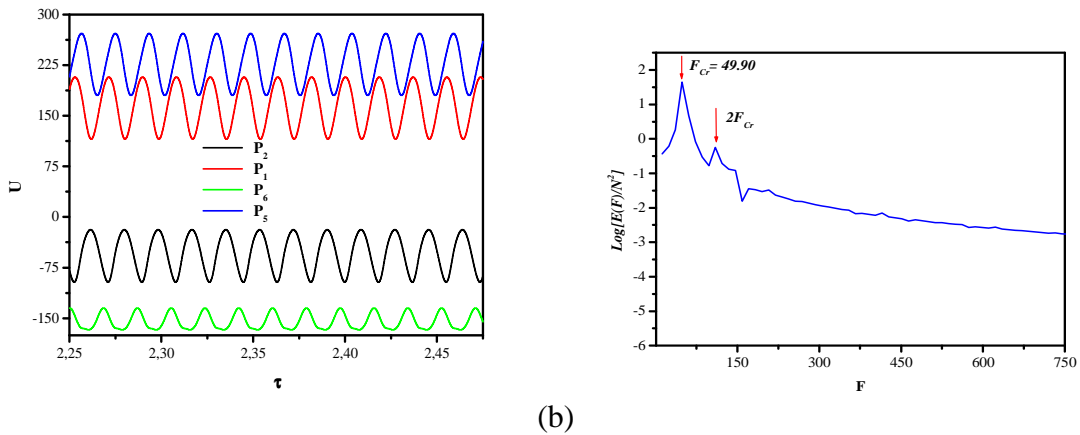 300
225
150
75
0
-75
-150
U
P2
P1
P6
P5
2,25
2,30
2,35
2,40
2,45
τ
2
1
0
-1
-2
-3
-4
-5
-6
Log[E(F)/N²]
F_Cr = 49.90
2F_Cr
150
300
450
600
750
F
(b)